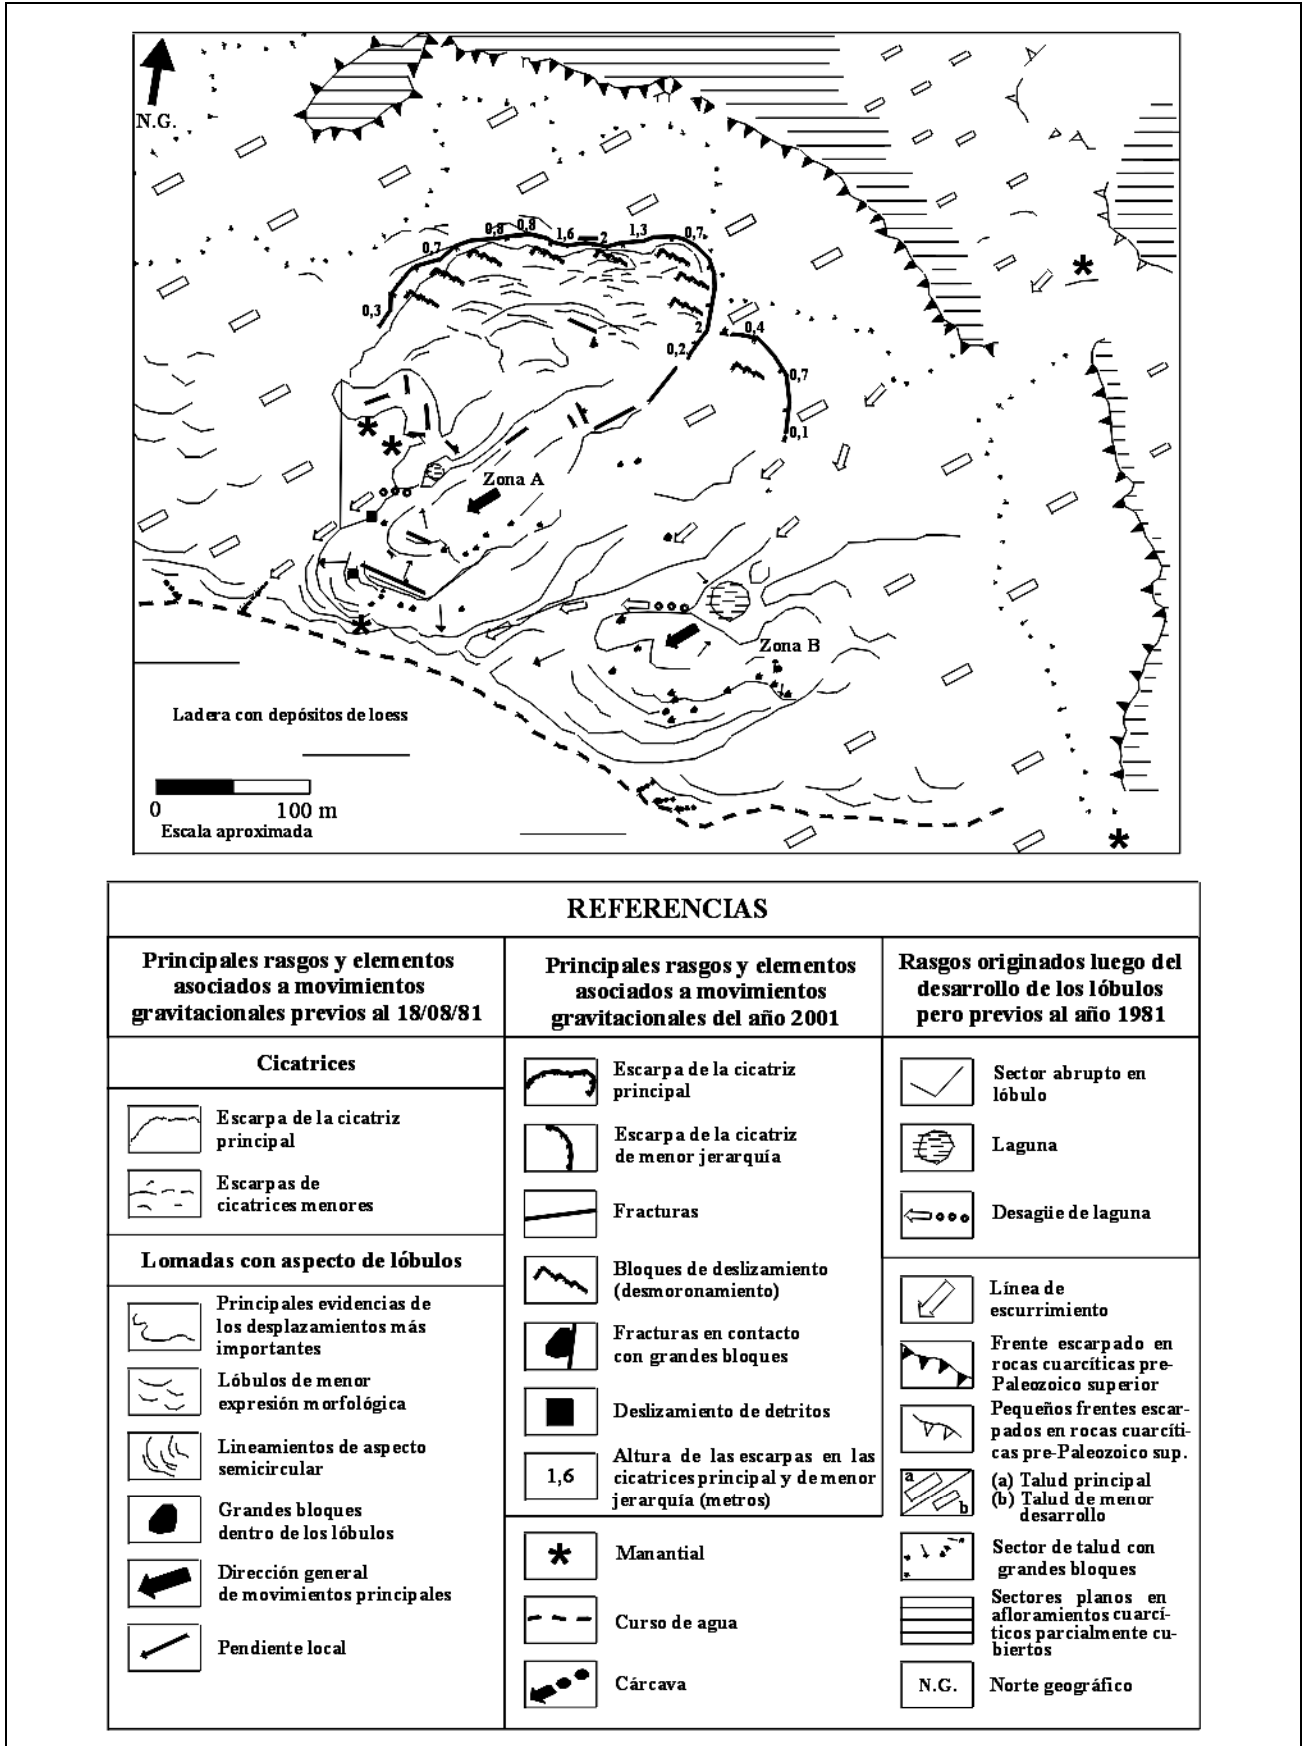 N.G.
0,8 0,8
1,6
2
1,3
0,7
0,7
0,3
2
0,4
0,2
0,7
0,1
Zona A
Zona B
Ladera con depósitos de loess
0 100 m
Escala aproximada
REFERENCIAS
Principales rasgos y elementos
asociados a movimientos
gravitacionales previos al 18/08/81
Cicatrices
Escarpa de la cicatriz
principal
Escarpas de
cicatrices menores
Lomadas con aspecto de lóbulos
Principales evidencias de
los desplazamientos más
importantes
Lóbulos de menor
expresión morfológica
Lineamientos de aspecto
semicircular
Grandes bloques
dentro de los lóbulos
Dirección general
de movimientos principales
Pendiente local
Principales rasgos y elementos
asociados a movimientos
gravitacionales del año 2001
Escarpa de la cicatriz
principal
Escarpa de la cicatriz
de menor jerarquía
Fracturas
Bloques de deslizamiento
(desmoronamiento)
Fracturas en contacto
con grandes bloques
Deslizamiento de detritos
1,6
Altura de las escarpas en las
cicatrices principal y de menor
jerarquía (metros)
Manantial
Curso de agua
Cárcava
Rasgos originados luego del
desarrollo de los lóbulos
pero previos al año 1981
Sector abrupto en
lóbulo
Laguna
Desagüe de laguna
Línea de
escurrimiento
Frente escarpado en
rocas cuarcíticas pre-
Paleozoico superior
Pequeños frentes escar-
pados en rocas cuarcíti-
cas pre-Paleozoico sup.
a
b
(a) Talud principal
(b) Talud de menor
desarrollo
Sector de talud con
grandes bloques
Sectores planos en
afloramientos cuarcí-
ticos parcialmente cu-
biertos
N.G.
Norte geográfico